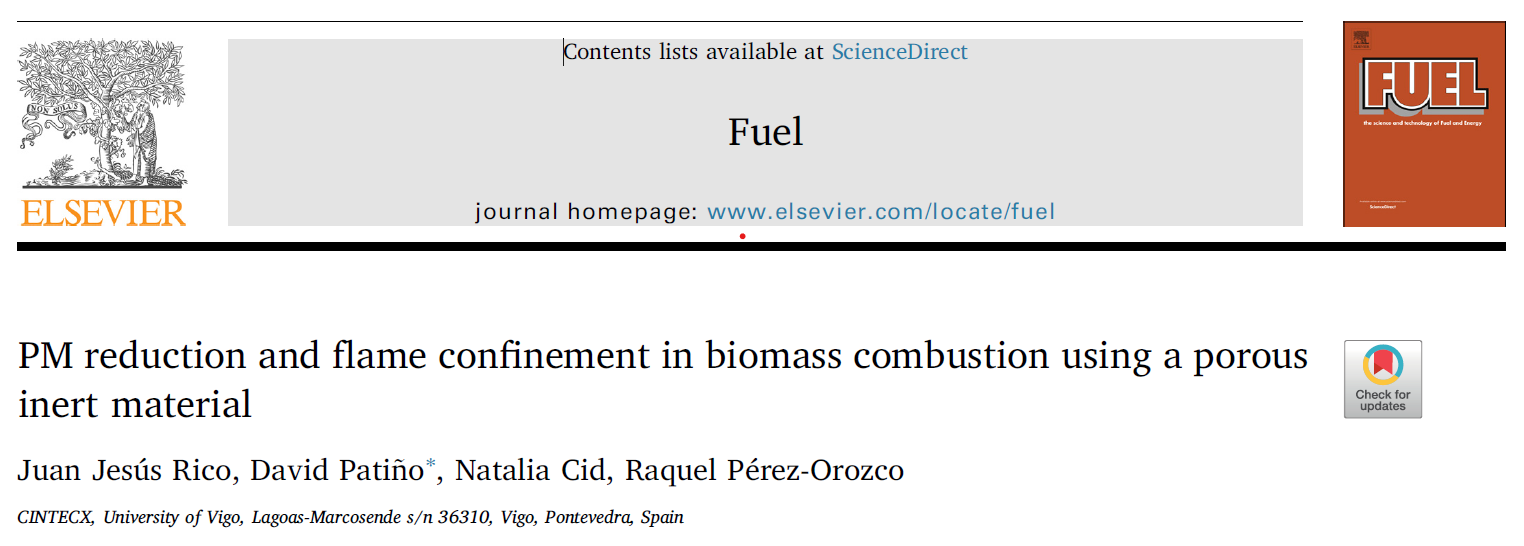 Contents lists available at ScienceDirect
Fuel
journal homepage: www.elsevier.com/locate/fuel
NON SOLUS
ELSEVIER
FUEL
the science and technology of Fuel and Energy
ScienceDirect
PM reduction and flame confinement in biomass combustion using a porous
inert material
Check for
updates
Juan Jesús Rico, David Patiño*, Natalia Cid, Raquel Pérez-Orozco
CINTECX, University of Vigo, Lagoas-Marcosende s/n 36310, Vigo, Pontevedra, Spain